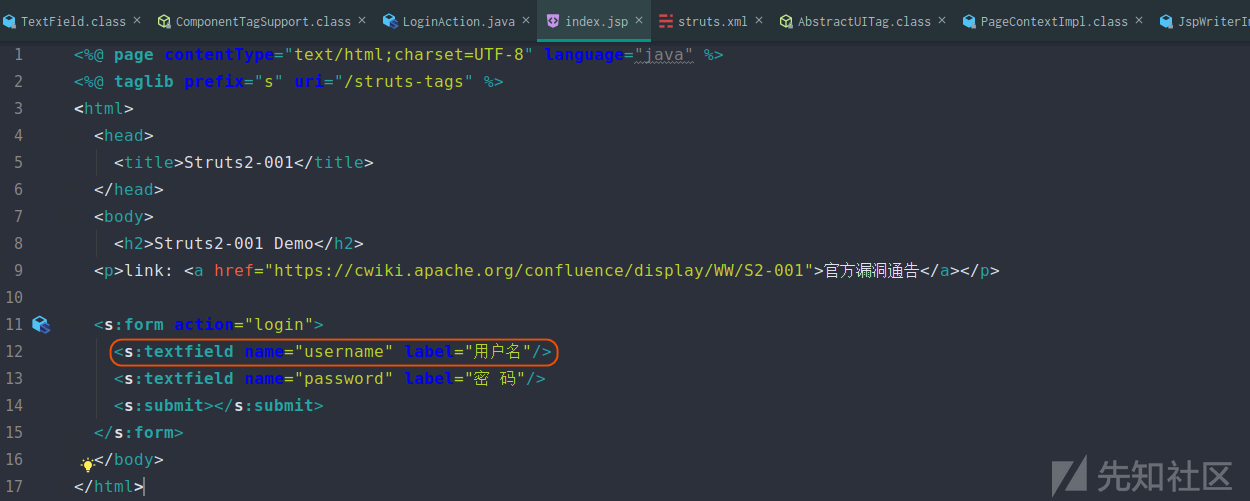 TextField.class × ComponentTagSupport.class × LoginAction.java × index.jsp × struts.xml × AbstractUITag.class × PageContextImpl.class × JspWriterI
1 <%@ page contentType="text/html;charset=UTF-8" language="java" %>
2 <%@ taglib prefix="s" uri="/struts-tags" %>
3 <html>
4 <head>
5 <title>Struts2-001</title>
6 </head>
7 <body>
8 <h2>Struts2-001 Demo</h2>
9 <p>link: <a href="https://cwiki.apache.org/confluence/display/WW/S2-001">官方漏洞通告</a></p>
10
11 <s:form action="login">
12 <s:textfield name="username" label="用户名"/>
13 <s:textfield name="password" label="密 码"/>
14 <s:submit></s:submit>
15 </s:form>
16 </body>
17 </html>
先知社区